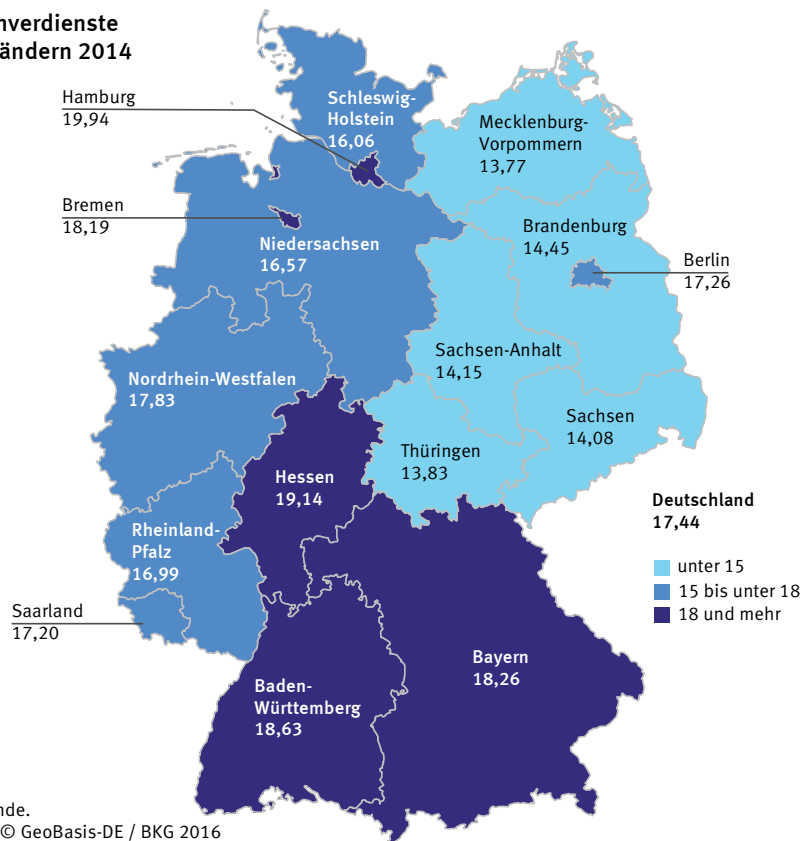 nverdienste
ändern 2014
Hamburg
19,94
Schleswig-
Holstein
16,06
Mecklenburg-
Vorpommern
13,77
Bremen
18,19
Niedersachsen
16,57
Brandenburg
14,45
Berlin
17,26
Nordrhein-Westfalen
17,83
Sachsen-Anhalt
14,15
Sachsen
14,08
Thüringen
13,83
Hessen
19,14
Rheinland-
Pfalz
16,99
Deutschland
17,44
unter 15
15 bis unter 18
18 und mehr
Saarland
17,20
Bayern
18,26
Baden-
Württemberg
18,63
nde.
© GeoBasis-DE / BKG 2016